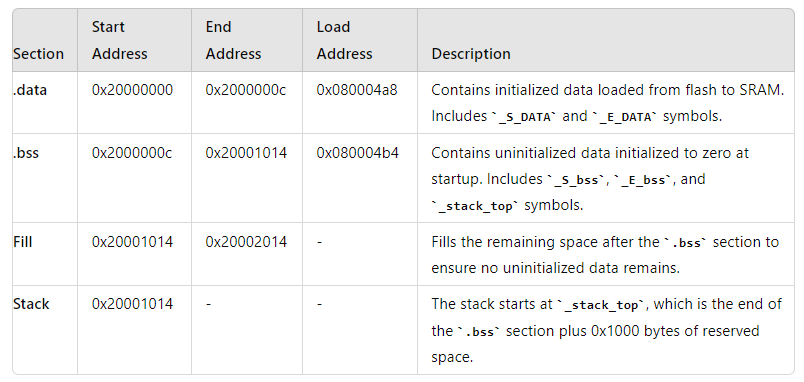 Section Start Address End Address Load Address Description
.data 0x20000000 0x2000000c 0x080004a8 Contains initialized data loaded from flash to SRAM.
Includes `_S_DATA` and `_E_DATA` symbols.
.bss 0x2000000c 0x20001014 0x080004b4 Contains uninitialized data initialized to zero at
startup. Includes `_S_bss`, `_E_bss`, and
`_stack_top` symbols.
Fill 0x20001014 0x20002014 - Fills the remaining space after the `.bss` section to
ensure no uninitialized data remains.
Stack 0x20001014 - - The stack starts at `_stack_top`, which is the end of
the `.bss` section plus 0x1000 bytes of reserved
space.